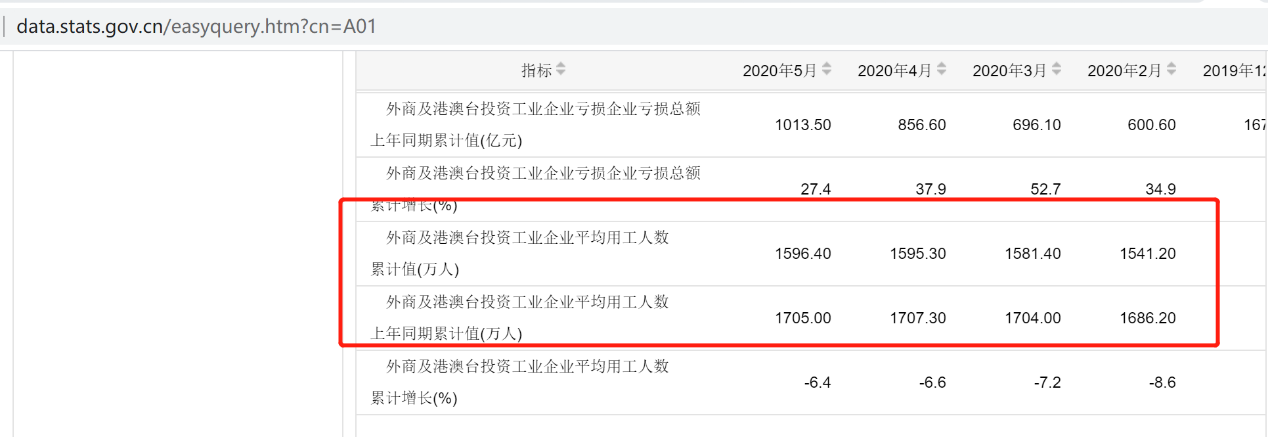 data.stats.gov.cn/easyquery.htm?cn=A01
指标 2020年5月 2020年4月 2020年3月 2020年2月 2019年12
外商及港澳台投资工业企业亏损企业亏损总额
上年同期累计值(亿元) 1013.50 856.60 696.10 600.60 167
外商及港澳台投资工业企业亏损企业亏损总额
累计增长(%) 27.4 37.9 52.7 34.9
外商及港澳台投资工业企业平均用工人数
累计值(万人) 1596.40 1595.30 1581.40 1541.20
外商及港澳台投资工业企业平均用工人数
上年同期累计值(万人) 1705.00 1707.30 1704.00 1686.20
外商及港澳台投资工业企业平均用工人数
累计增长(%) -6.4 -6.6 -7.2 -8.6